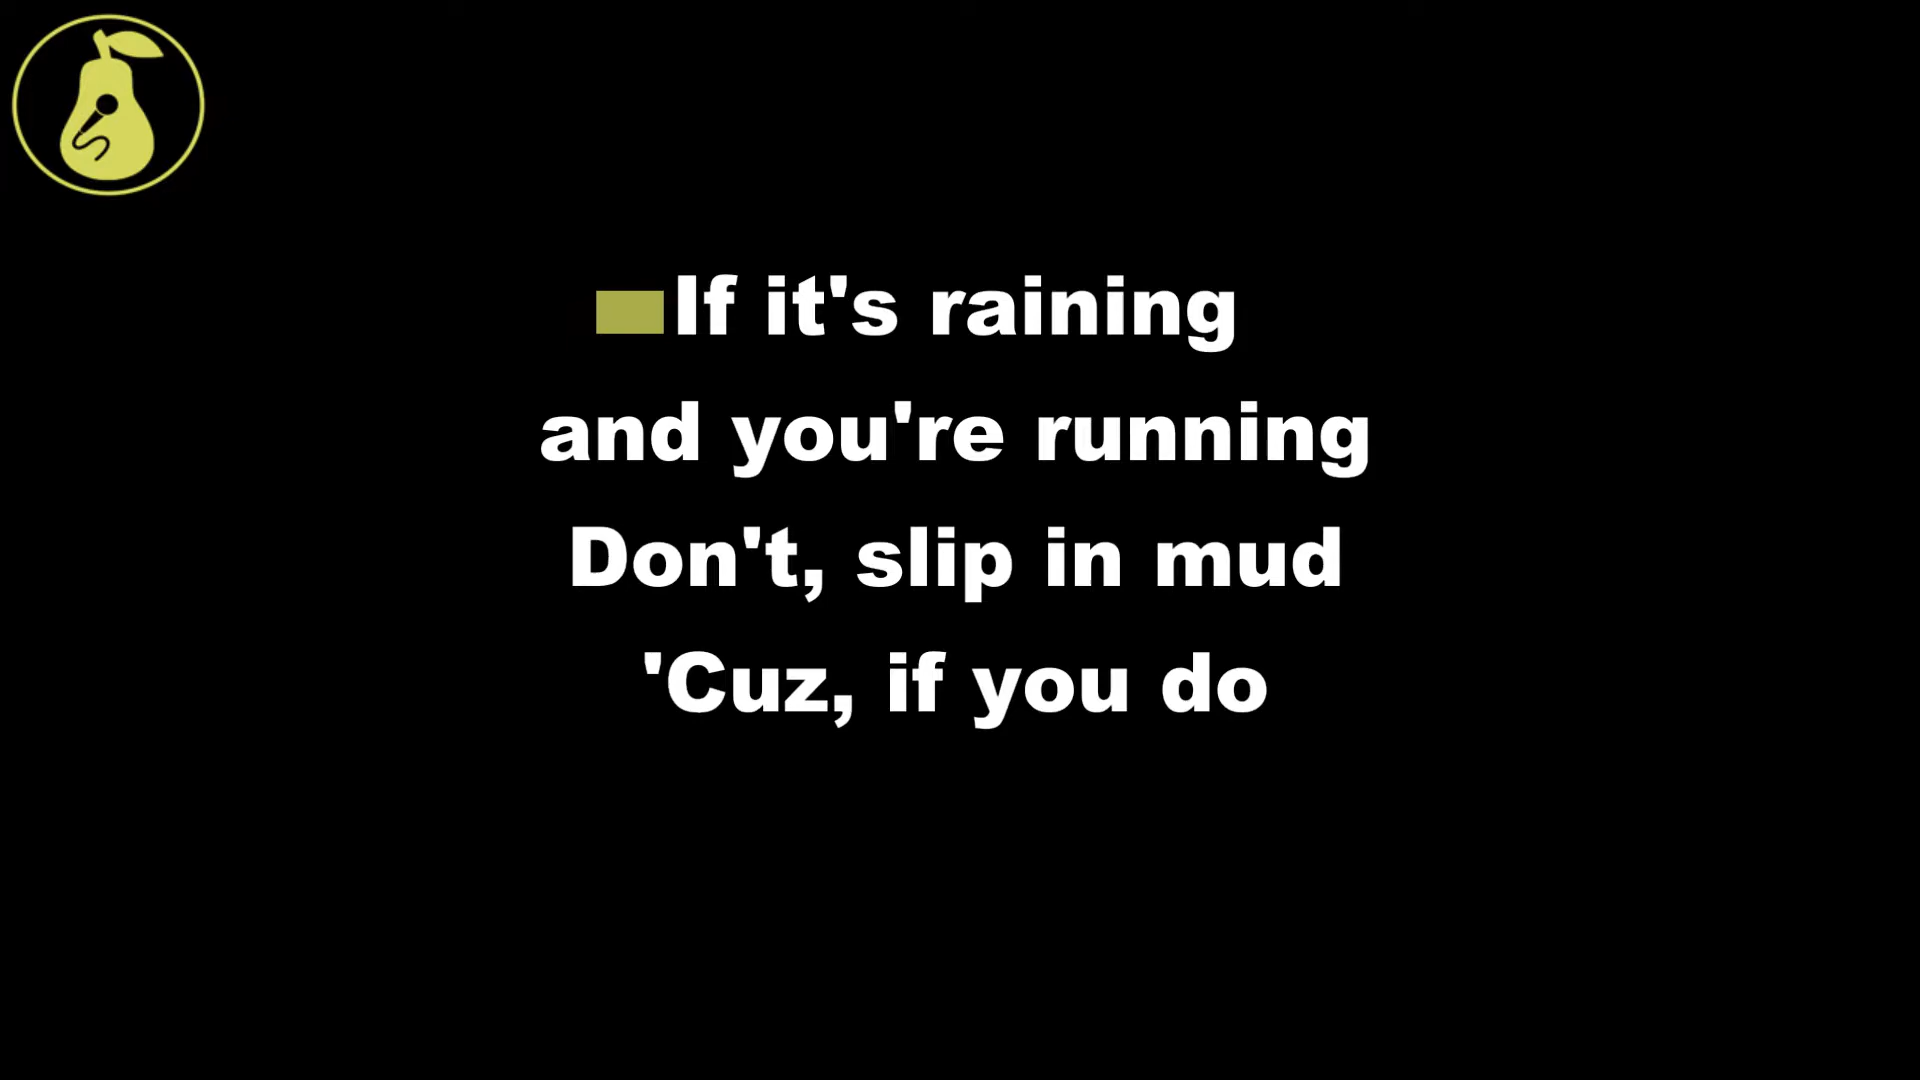 If it's raining
and you're running
Don't, slip in mud
'Cuz, if you do